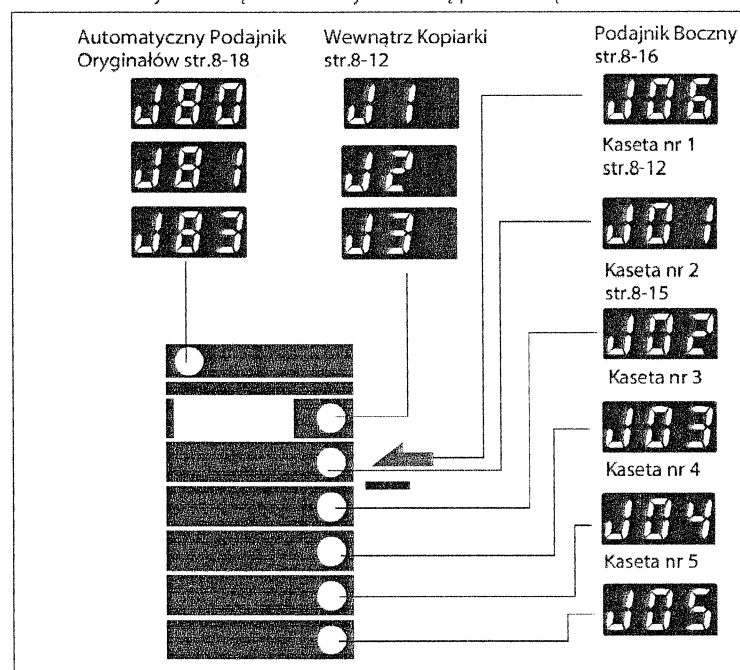 Automatyczny Podajnik
Oryginałów str.8-18
J80
J81
J83
Wewnątrz Kopiarki
str.8-12
J1
J2
J3
Podajnik Boczny
str.8-16
J06
Kaseta nr 1
str.8-12
J01
Kaseta nr 2
str.8-15
J02
Kaseta nr 3
J03
Kaseta nr 4
J04
Kaseta nr 5
J05